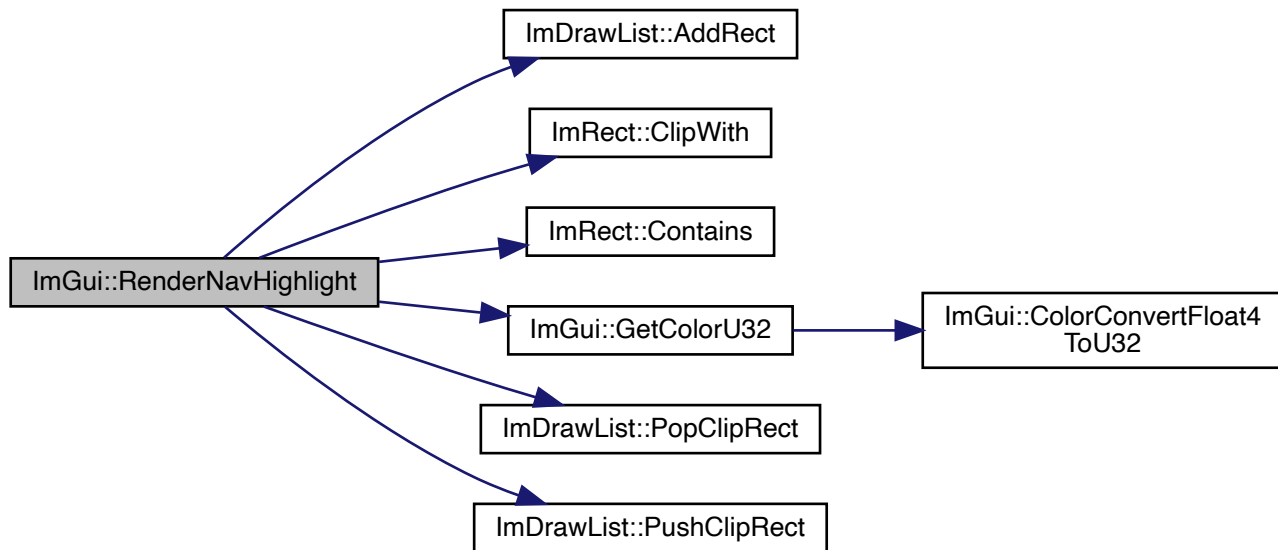 ImDrawList::AddRect
ImRect::ClipWith
ImRect::Contains
ImGui::RenderNavHighlight
ImGui::GetColorU32
ImGui::ColorConvertFloat4
ToU32
ImDrawList::PopClipRect
ImDrawList::PushClipRect